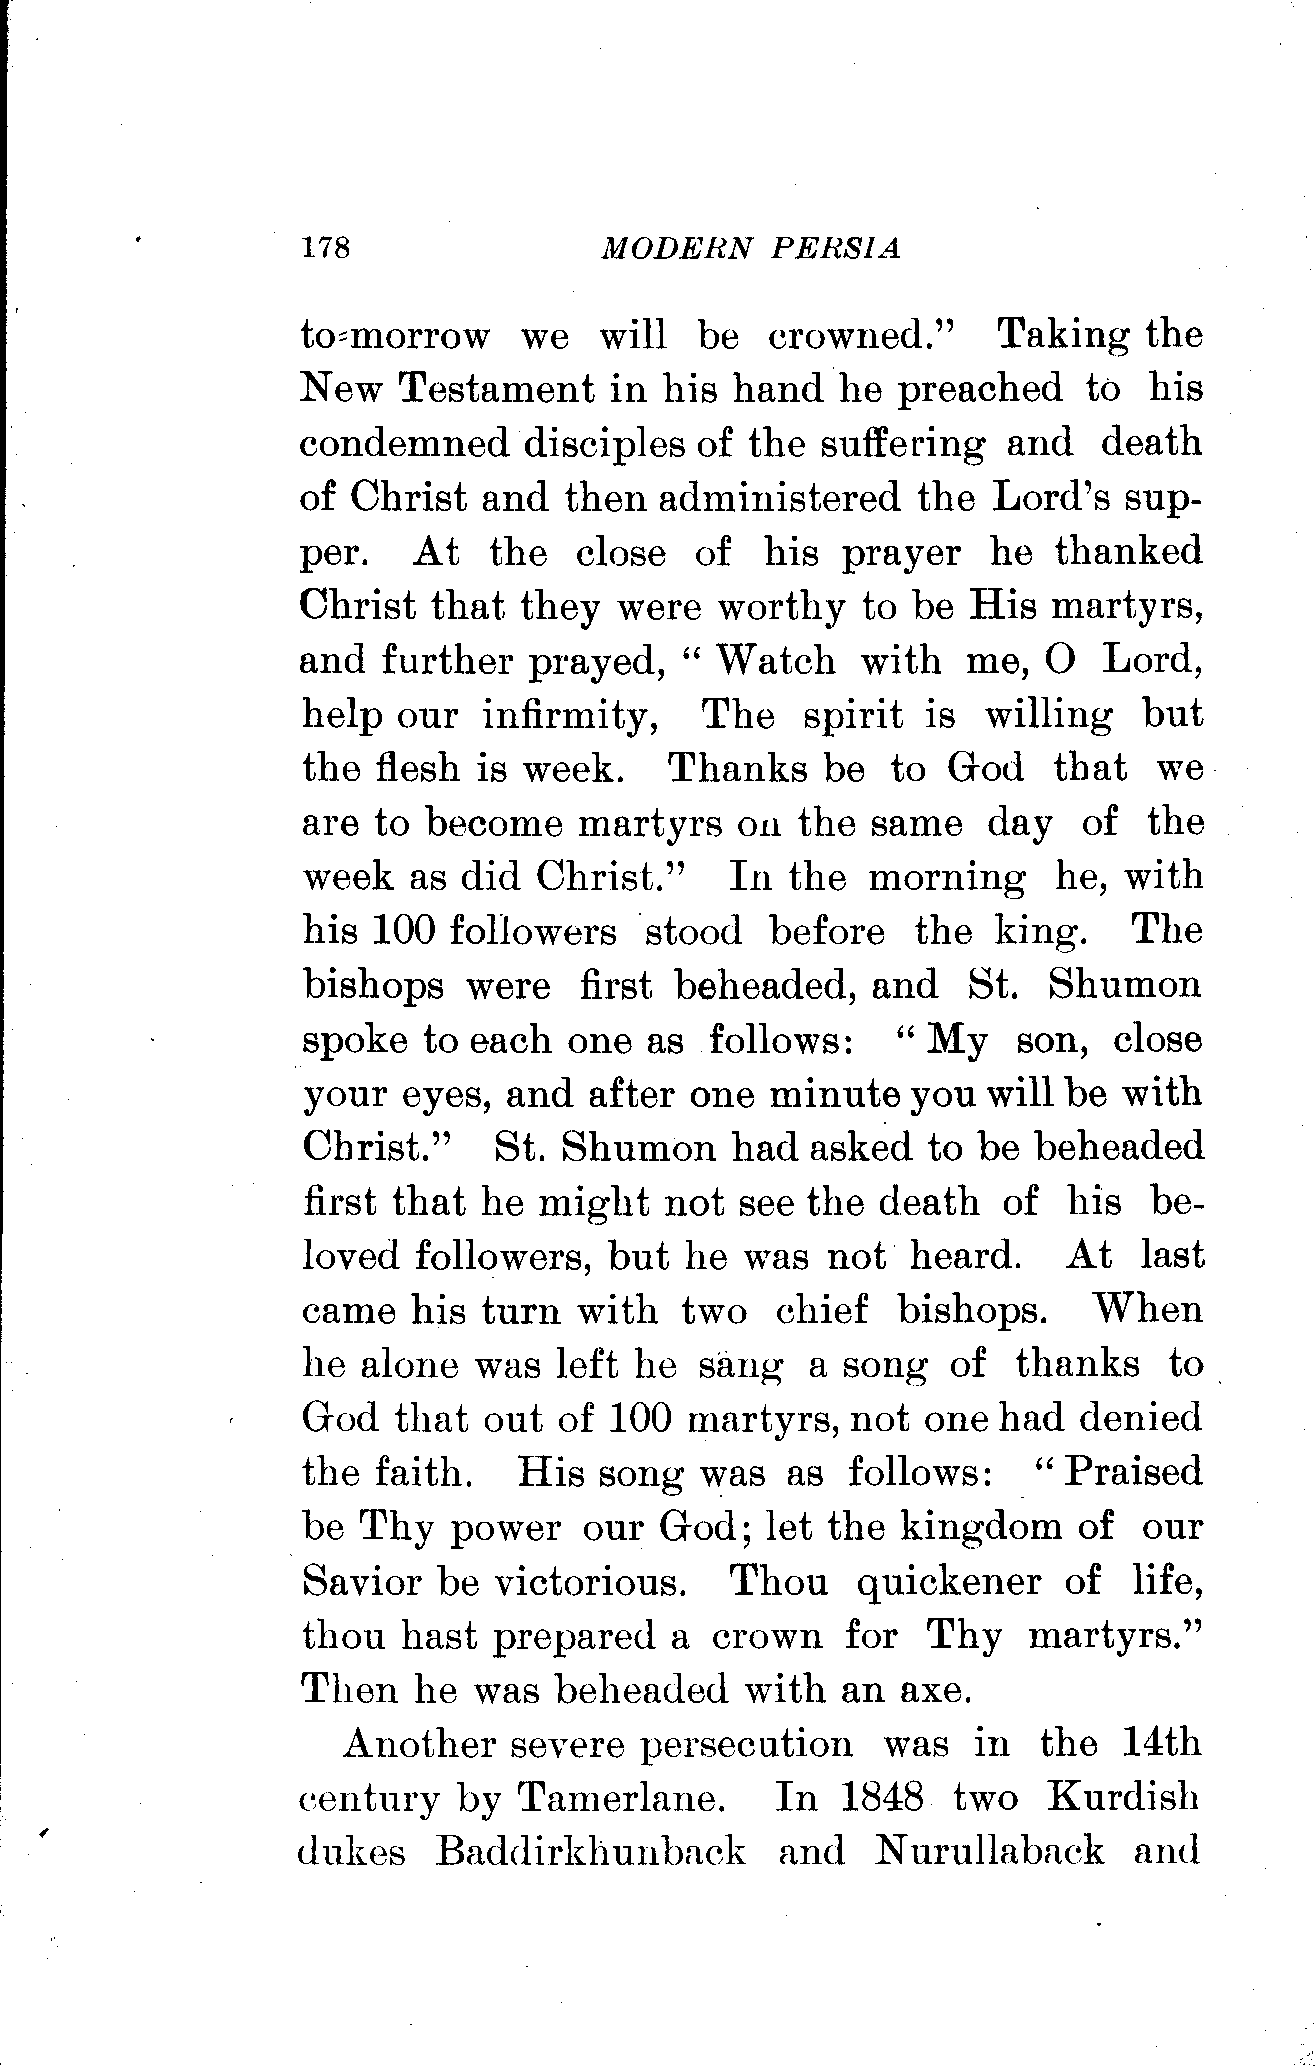 178 MODERN PERSIA
to-morrow we will be crowned.” Taking the
New Testament in his hand he preached to his
condemned disciples of the suffering and death
of Christ and then administered the Lord's sup-
per. At the close of his prayer he thanked
Christ that they were worthy to be His martyrs,
and further prayed, “ Watch with me, O Lord,
help our infirmity, The spirit is willing but
the flesh is week. Thanks be to God that we
are to become martyrs on the same day of the
week as did Christ.” In the morning he, with
his 100 followers stood before the king. The
bishops were first beheaded, and St. Shumon
spoke to each one as follows: “ My son, close
your eyes, and after one minute you will be with
Christ.” St. Shumon had asked to be beheaded
first that he might not see the death of his be-
loved followers, but he was not heard. At last
came his turn with two chief bishops. When
he alone was left he sang a song of thanks to
God that out of 100 martyrs, not one had denied
the faith. His song was as follows: “ Praised
be Thy power our God; let the kingdom of our
Savior be victorious. Thou quickener of life,
thou hast prepared a crown for Thy martyrs.”
Then he was beheaded with an axe.
Another severe persecution was in the 14th
century by Tamerlane. In 1848 two Kurdish
dukes Baddirkhunback and Nurullaback and